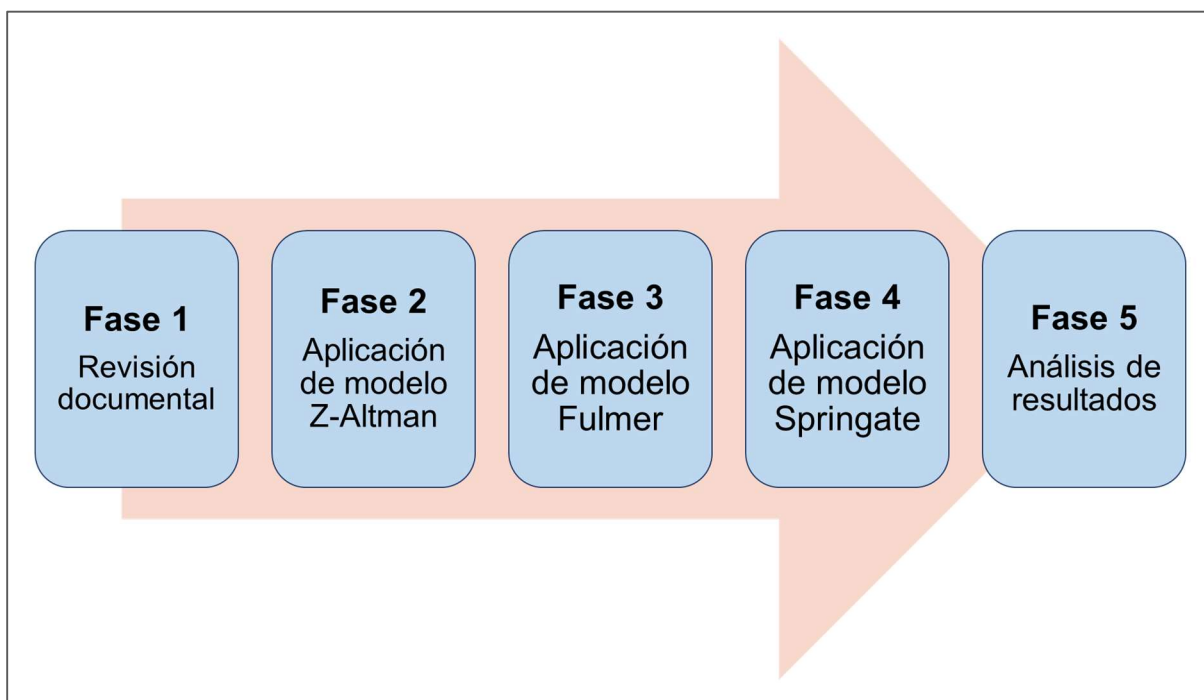 Fase 1
Revisión
documental
Fase 2
Aplicación
de modelo
Z-Altman
Fase 3
Aplicación
de modelo
Fulmer
Fase 4
Aplicación
de modelo
Springate
Fase 5
Análisis de
resultados